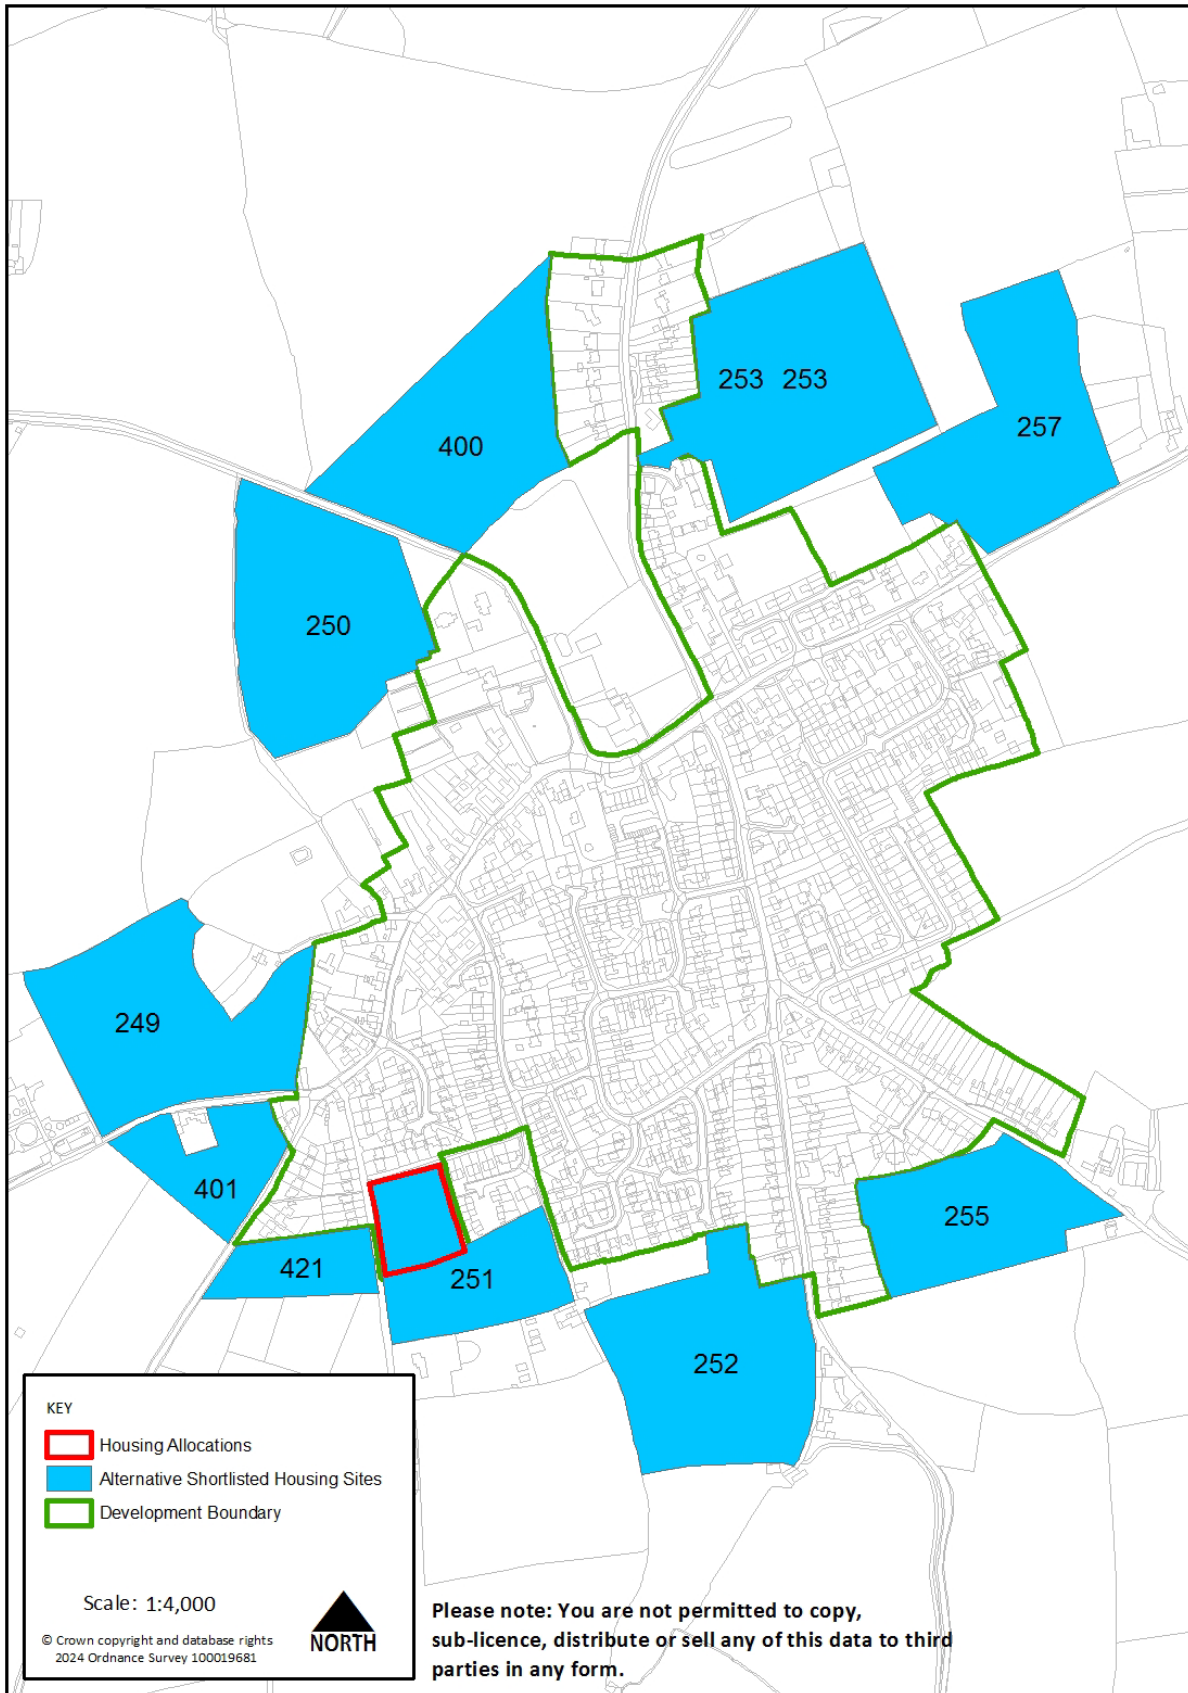 253 253
257
400
250
249
401
255
421
251
252
KEY
Housing Allocations
Alternative Shortlisted Housing Sites
Development Boundary
Scale: 1:4,000
© Crown copyright and database rights
2024 Ordnance Survey 100019681
NORTH
Please note: You are not permitted to copy,
sub-licence, distribute or sell any of this data to third
parties in any form.